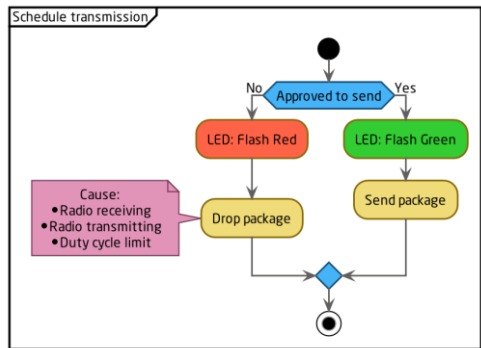 Schedule transmission
No
Yes
Approved to send
LED: Flash Red
LED: Flash Green
Cause:
•Radio receiving
•Radio transmitting
•Duty cycle limit
Drop package
Send package